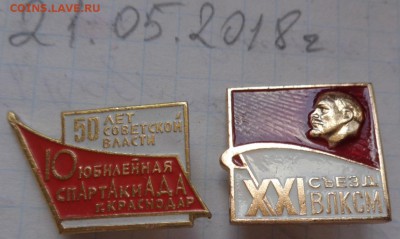 COINS.LAVE.RU
21.05.2018г
50 ЛЕТ
СОВЕТСКОЙ
ВЛАСТИ
10 ЮБИЛЕЙНАЯ
СПАРТАКИАДА
г.КРАСНОДАР
XXI СЪЕЗД
ВЛКСМ